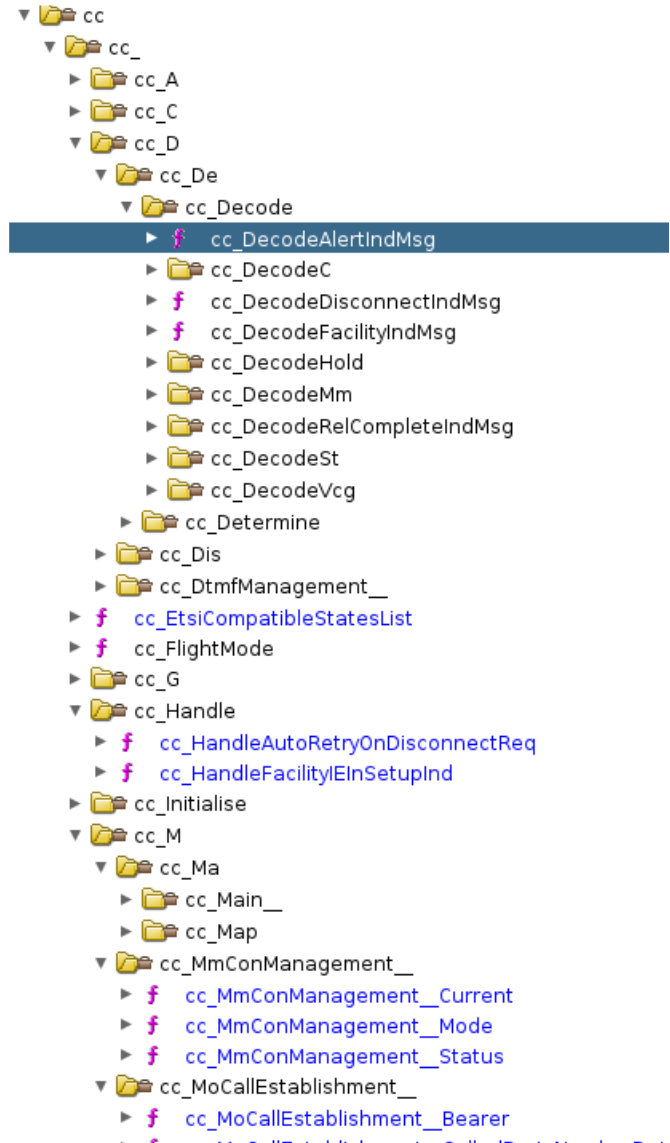 cc
cc_
cc_A
cc_C
cc_D
cc_De
cc_Decode
cc_DecodeAlertIndMsg
cc_DecodeC
cc_DecodeDisconnectIndMsg
cc_DecodeFacilityIndMsg
cc_DecodeHold
cc_DecodeMm
cc_DecodeRelCompleteIndMsg
cc_DecodeSt
cc_DecodeVcg
cc_Determine
cc_Dis
cc_DtmfManagement__
cc_EtsiCompatibleStatesList
cc_FlightMode
cc_G
cc_Handle
cc_HandleAutoRetryOnDisconnectReq
cc_HandleFacilityIEInSetupInd
cc_Initialise
cc_M
cc_Ma
cc_Main__
cc_Map
cc_MmConManagement__
cc_MmConManagement__Current
cc_MmConManagement__Mode
cc_MmConManagement__Status
cc_MoCallEstablishment__
cc_MoCallEstablishment__Bearer